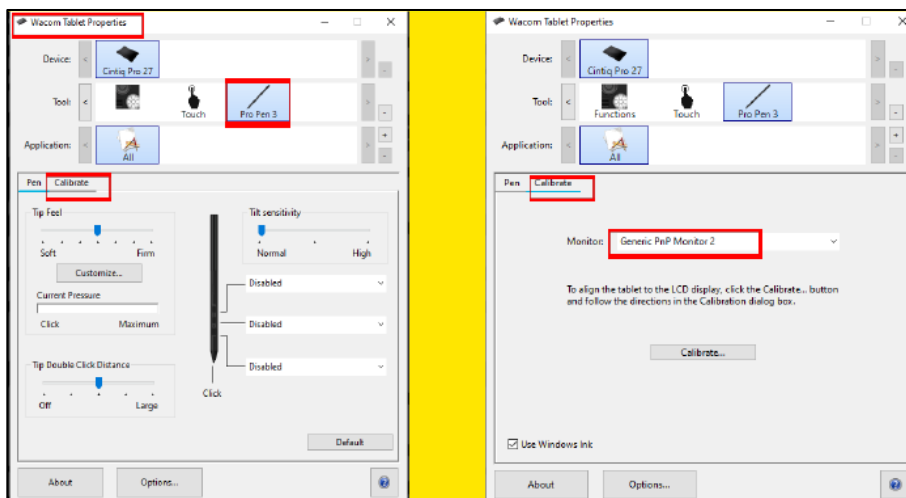 Wacom Tablet Properties
Device:
Cintiq Pro 27
Tool:
Touch
Pro Pen 3
Application:
All
Pen
Calibrate
Tip Feel
Soft
Firm
Customize...
Current Pressure
Click
Maximum
Tip Double Click Distance
Off
Large
Tilt sensitivity
Normal
High
Disabled
Disabled
Disabled
Click
Default
About
Options...
?
Wacom Tablet Properties
Device:
Cintiq Pro 27
Tool:
Functions
Touch
Pro Pen 3
Application:
All
Pen
Calibrate
Monitor:
Generic PnP Monitor 2
To align the tablet to the LCD display, click the Calibrate... button
and follow the directions in the Calibration dialog box.
Calibrate...
Use Windows Ink
About
Options...
?